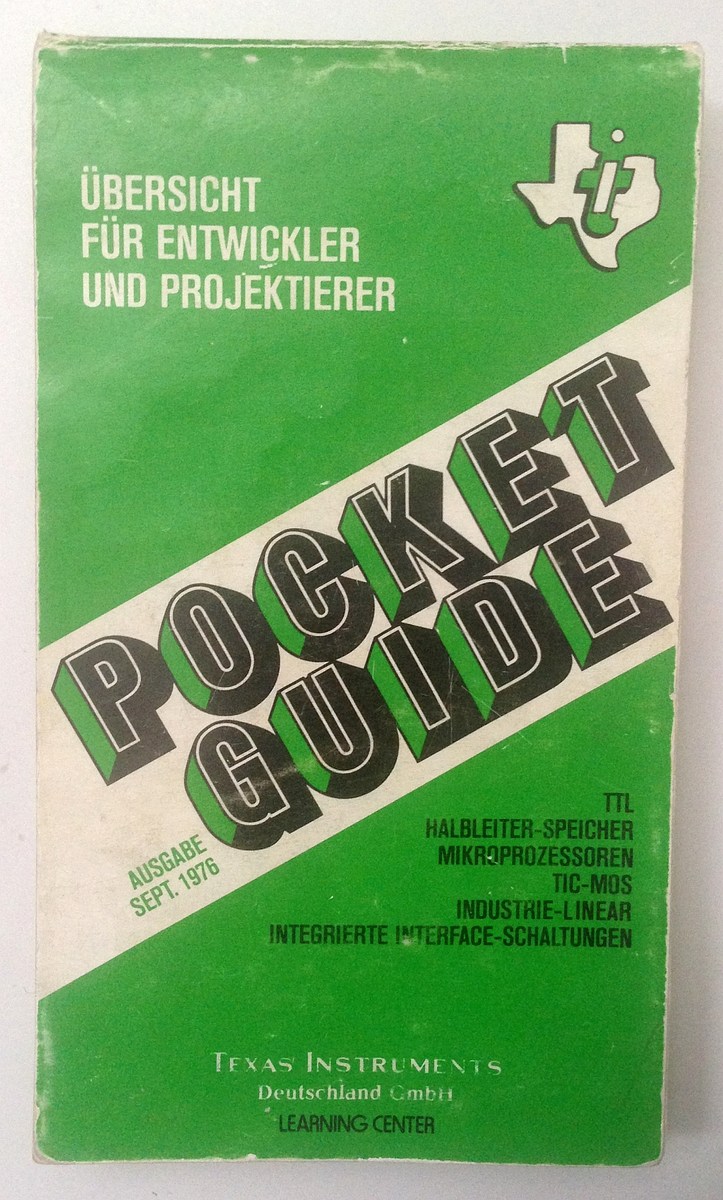 ÜBERSICHT
FÜR ENTWICKLER
UND PROJEKTIERER
ti
POCKET
GUIDE
AUSGABE
SEPT. 1976
TTL
HALBLEITER-SPEICHER
MIKROPROZESSOREN
TIC-MOS
INDUSTRIE-LINEAR
INTEGRIERTE INTERFACE-SCHALTUNGEN
TEXAS INSTRUMENTS
Deutschland GmbH
LEARNING CENTER